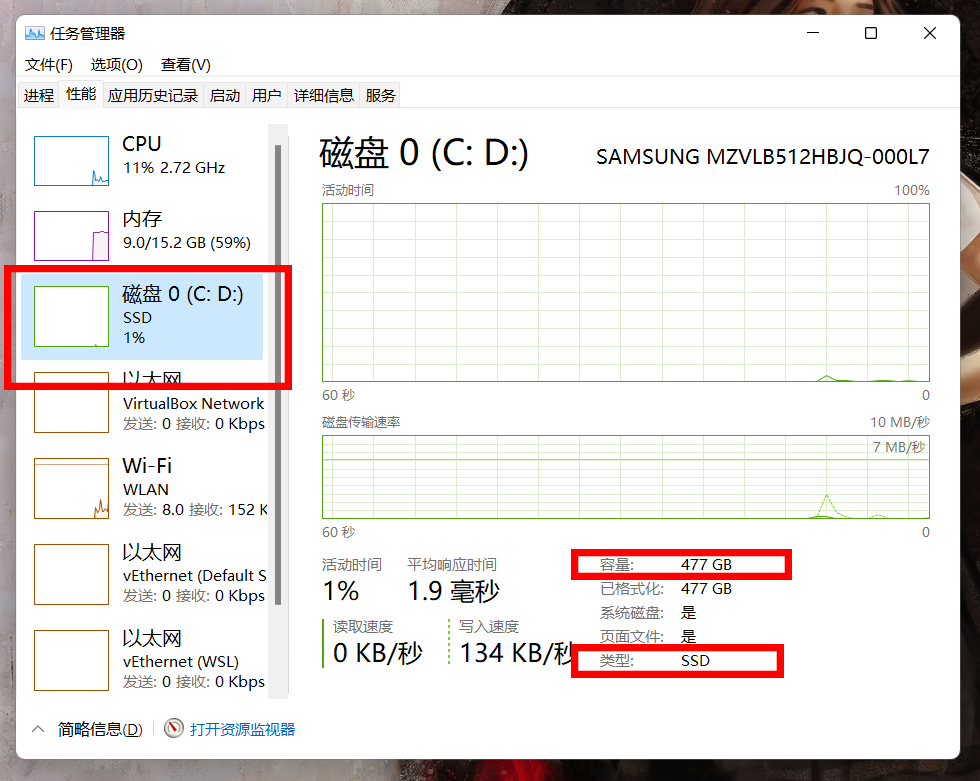 任务管理器
文件(F) 选项(O) 查看(V)
进程 性能 应用历史记录 启动 用户 详细信息 服务
CPU
11% 2.72 GHz
内存
9.0/15.2 GB (59%)
磁盘 0 (C: D:)
SSD
1%
以太网
VirtualBox Network
发送: 0 接收: 0 Kbps
Wi-Fi
WLAN
发送: 8.0 接收: 152 K
以太网
vEthernet (Default S
发送: 0 接收: 0 Kbps
以太网
vEthernet (WSL)
发送: 0 接收: 0 Kbps
磁盘 0 (C: D:) SAMSUNG MZVLB512HBJQ-000L7
活动时间 100%
60 秒 0
磁盘传输速率 10 MB/秒
7 MB/秒
60 秒 0
活动时间 平均响应时间
1% 1.9 毫秒
读取速度 写入速度
0 KB/秒 134 KB/秒
容量: 477 GB
已格式化: 477 GB
系统磁盘: 是
页面文件: 是
类型: SSD
简略信息(D) 打开资源监视器